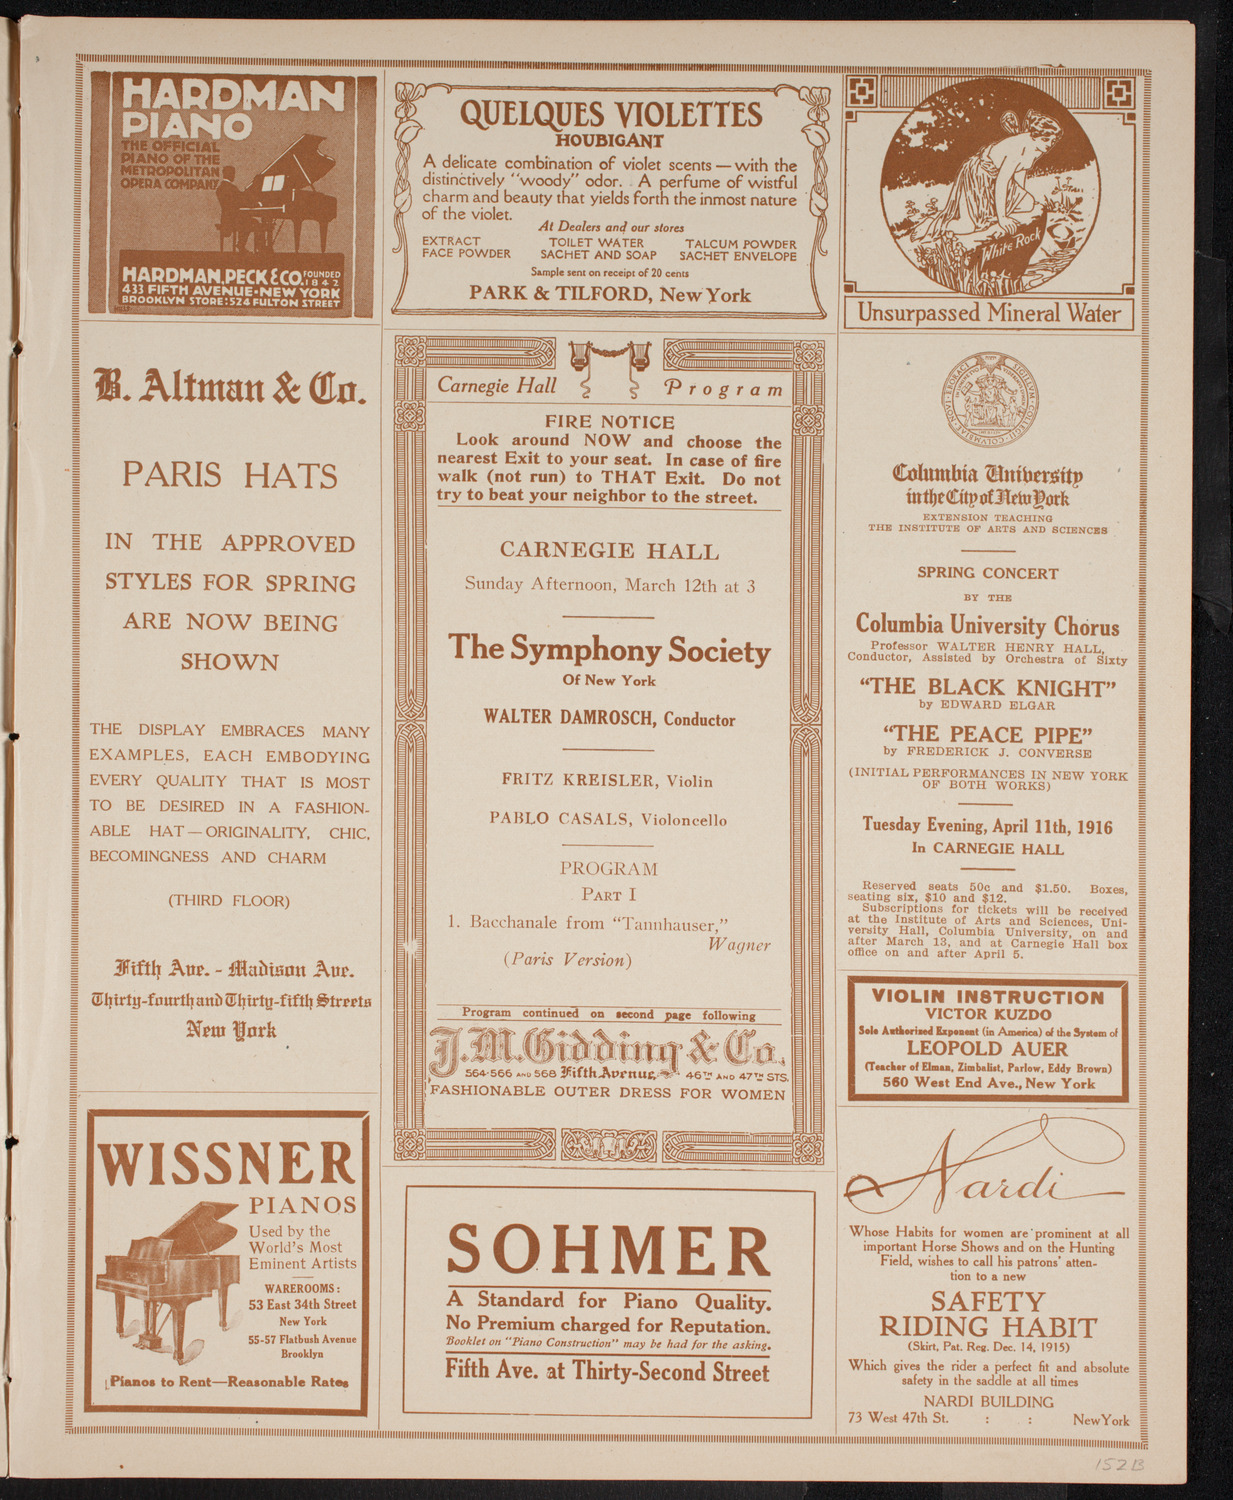 HARDMAN
PIANO
THE OFFICIAL
PIANO OF THE
METROPOLITAN
OPERA COMPANY
HARDMAN, PECK & CO. FOUNDED 1842
433 FIFTH AVENUE·NEW YORK
BROOKLYN STORE:524 FULTON STREET
B. Altman & Co.
PARIS HATS
IN THE APPROVED
STYLES FOR SPRING
ARE NOW BEING
SHOWN
THE DISPLAY EMBRACES MANY
EXAMPLES, EACH EMBODYING
EVERY QUALITY THAT IS MOST
TO BE DESIRED IN A FASHION-
ABLE HAT—ORIGINALITY, CHIC,
BECOMINGNESS AND CHARM
(THIRD FLOOR)
Fifth Ave. - Madison Ave.
Thirty-fourth and Thirty-fifth Streets
New York
WISSNER
PIANOS
Used by the
World's Most
Eminent Artists
WAREROOMS:
53 East 34th Street
New York
55-57 Flatbush Avenue
Brooklyn
Pianos to Rent—Reasonable Rates
QUELQUES VIOLETTES
HOUBIGANT
A delicate combination of violet scents — with the
distinctively "woody" odor. A perfume of wistful
charm and beauty that yields forth the inmost nature
of the violet.
At Dealers and our stores
EXTRACT TOILET WATER TALCUM POWDER
FACE POWDER SACHET AND SOAP SACHET ENVELOPE
Sample sent on receipt of 20 cents
PARK & TILFORD, New York
Carnegie Hall Program
FIRE NOTICE
Look around NOW and choose the
nearest Exit to your seat. In case of fire
walk (not run) to THAT Exit. Do not
try to beat your neighbor to the street.
CARNEGIE HALL
Sunday Afternoon, March 12th at 3
The Symphony Society
Of New York
WALTER DAMROSCH, Conductor
FRITZ KREISLER, Violin
PABLO CASALS, Violoncello
PROGRAM
PART I
1. Bacchanale from "Tannhauser,"
Wagner
(Paris Version)
Program continued on second page following
J. M. Gidding & Co.
564-566 AND 568 Fifth Avenue, 46TH AND 47TH STS.
FASHIONABLE OUTER DRESS FOR WOMEN
SOHMER
A Standard for Piano Quality.
No Premium charged for Reputation.
Booklet on "Piano Construction" may be had for the asking.
Fifth Ave. at Thirty-Second Street
White Rock
Unsurpassed Mineral Water
Columbia University
in the City of New York
EXTENSION TEACHING
THE INSTITUTE OF ARTS AND SCIENCES
SPRING CONCERT
BY THE
Columbia University Chorus
Professor WALTER HENRY HALL,
Conductor, Assisted by Orchestra of Sixty
"THE BLACK KNIGHT"
by EDWARD ELGAR
"THE PEACE PIPE"
by FREDERICK J. CONVERSE
(INITIAL PERFORMANCES IN NEW YORK
OF BOTH WORKS)
Tuesday Evening, April 11th, 1916
In CARNEGIE HALL
Reserved seats 50c and $1.50. Boxes,
seating six, $10 and $12.
Subscriptions for tickets will be received
at the Institute of Arts and Sciences, Uni-
versity Hall, Columbia University, on and
after March 13, and at Carnegie Hall box
office on and after April 5.
VIOLIN INSTRUCTION
VICTOR KUZDO
Sole Authorized Exponent (in America) of the System of
LEOPOLD AUER
(Teacher of Elman, Zimbalist, Parlow, Eddy Brown)
560 West End Ave., New York
Nardi
Whose Habits for women are prominent at all
important Horse Shows and on the Hunting
Field, wishes to call his patrons' atten-
tion to a new
SAFETY
RIDING HABIT
(Skirt, Pat. Reg. Dec. 14, 1915)
Which gives the rider a perfect fit and absolute
safety in the saddle at all times
NARDI BUILDING
73 West 47th St. : : New York
152B